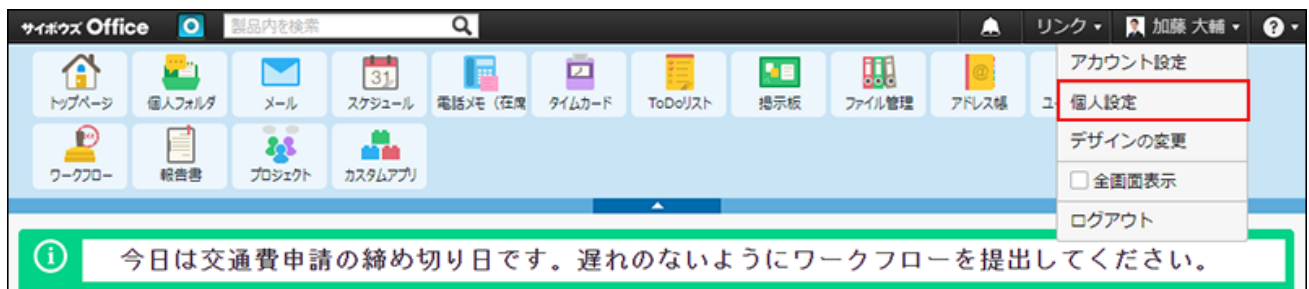 サイボウズ Office 製品内を検索 リンク 加藤 大輔 ?
トップページ 個人フォルダ メール スケジュール 電話メモ（在席 タイムカード ToDoリスト 掲示板 ファイル管理 アドレス帳 ユ
31
@
ワークフロー 報告書 プロジェクト カスタムアプリ
アカウント設定
個人設定
デザインの変更
全画面表示
ログアウト
今日は交通費申請の締め切り日です。遅れのないようにワークフローを提出してください。